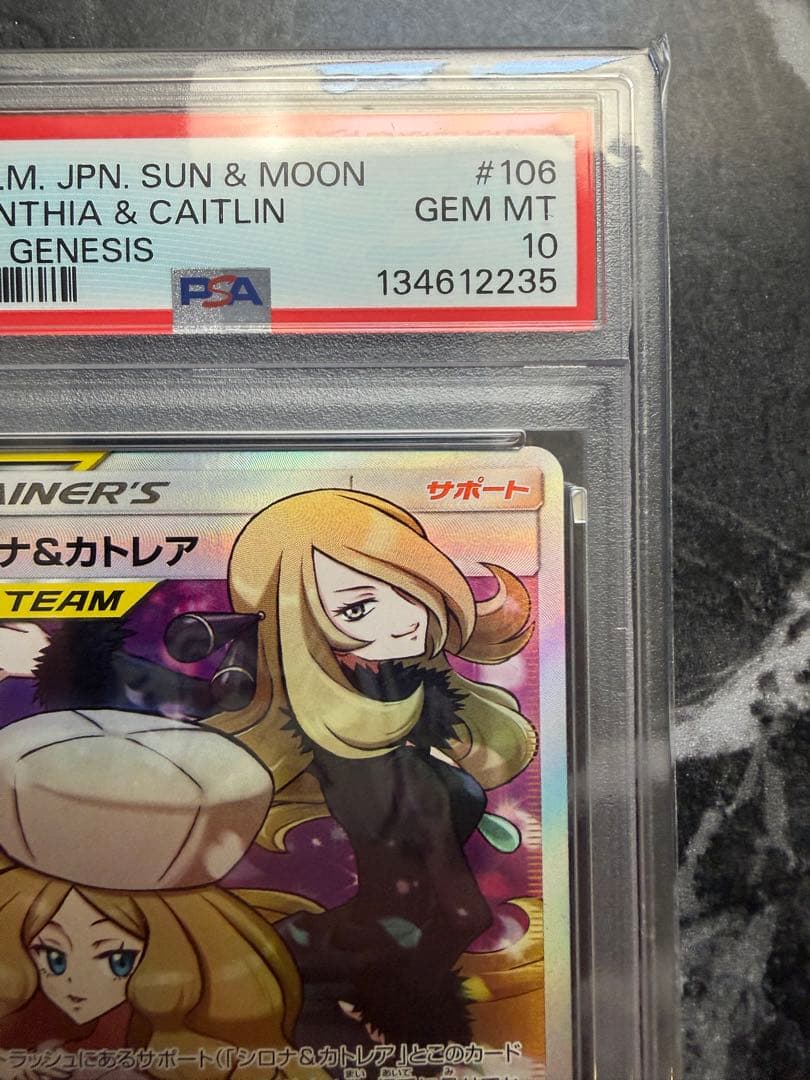 .M. JPN. SUN & MOON #106
NTHIA & CAITLIN GEM MT
GENESIS 10
PSA 134612235
AINER'S サポート
ナ&カトレア
TEAM
ラッシュにあるサポート(「シロナ&カトレア」とこのカード